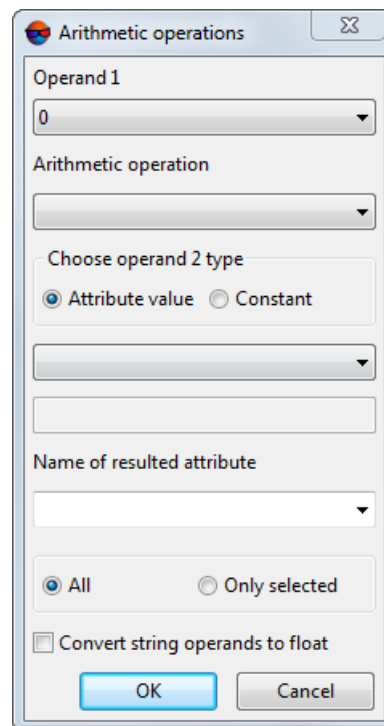 Arithmetic operations
Operand 1
0
Arithmetic operation
Choose operand 2 type
Attribute value Constant
Name of resulted attribute
All Only selected
Convert string operands to float
OK Cancel